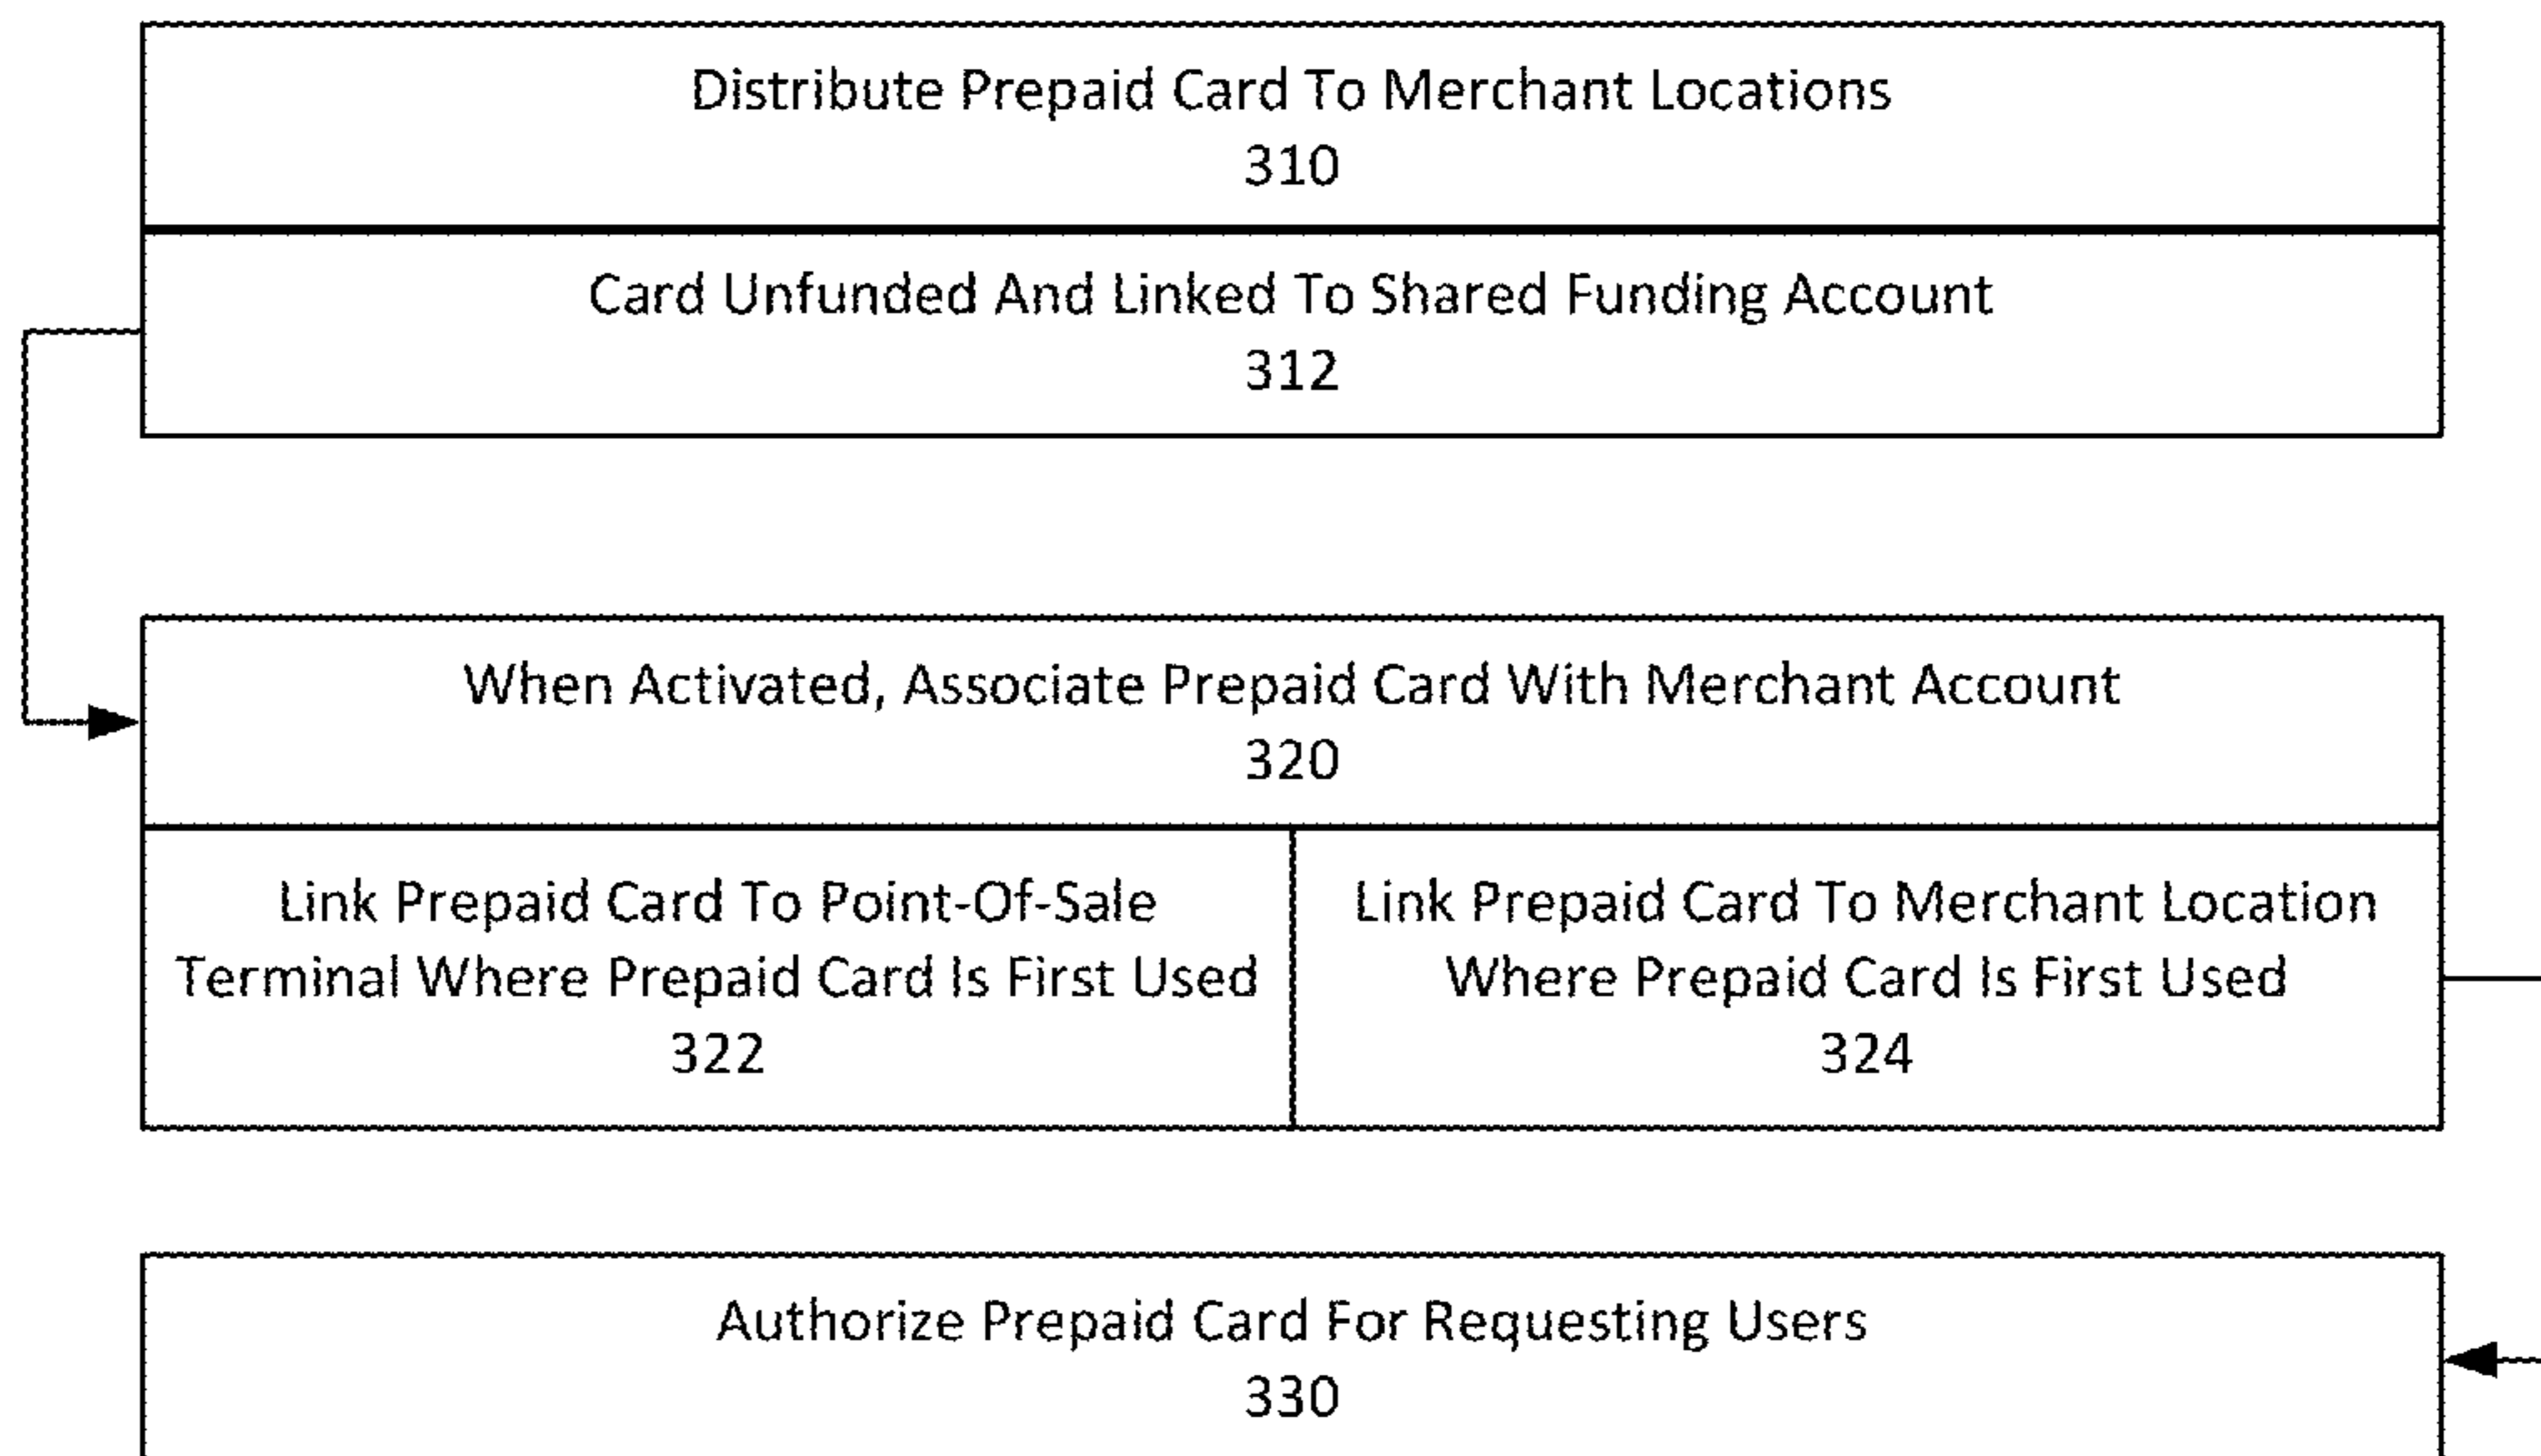 Distribute Prepaid Card To Merchant Locations
310
Card Unfunded And Linked To Shared Funding Account
312
When Activated, Associate Prepaid Card With Merchant Account
320
Link Prepaid Card To Point-Of-Sale
Terminal Where Prepaid Card Is First Used
322
Link Prepaid Card To Merchant Location
Where Prepaid Card Is First Used
324
Authorize Prepaid Card For Requesting Users
330